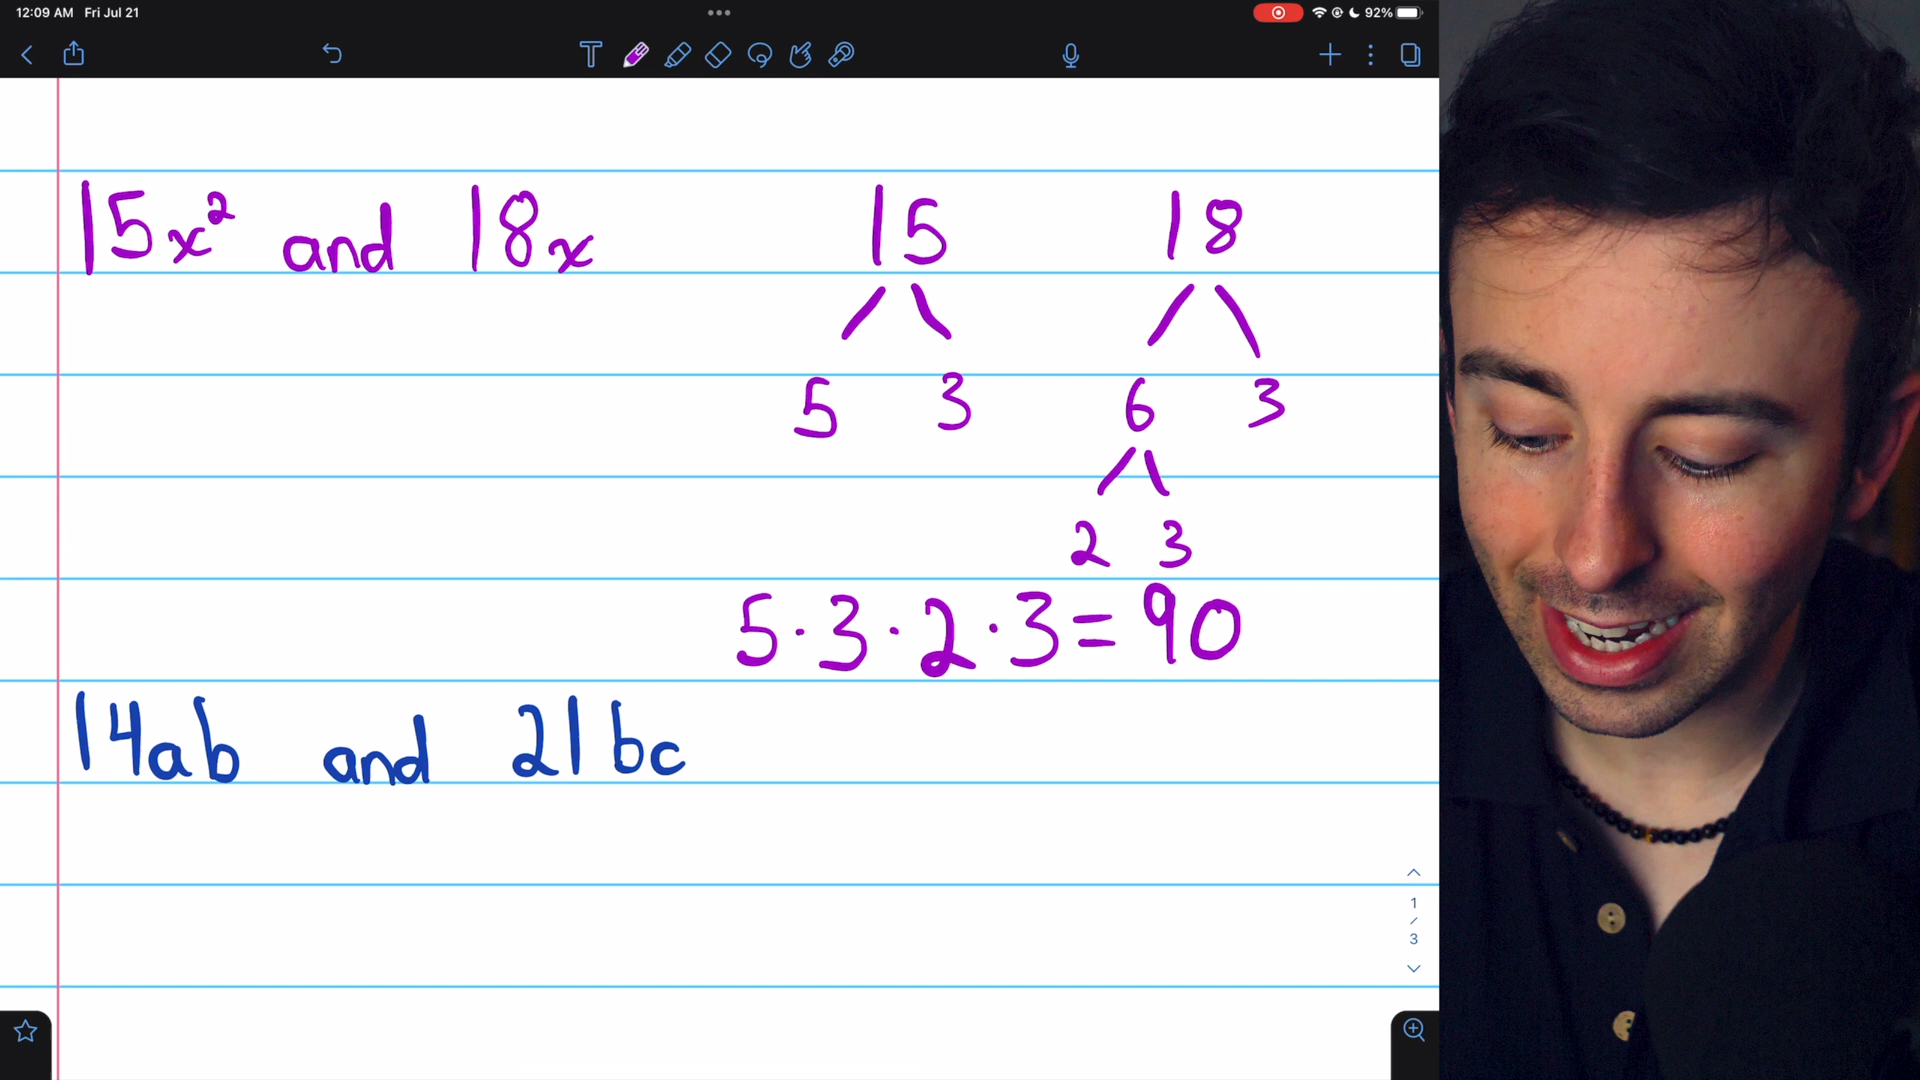 12:09 AM Fri Jul 21
92%
15x² and 18x
15 18
5 3 6 3
2 3
5·3·2·3=90
14ab and 21bc
1
/
3